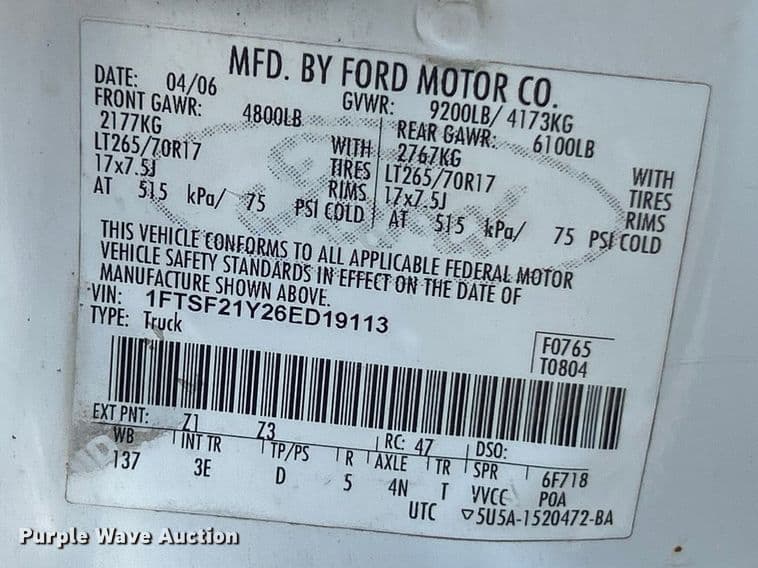 MFD. BY FORD MOTOR CO.
DATE: 04/06 GVWR: 9200LB/ 4173KG
FRONT GAWR: 4800LB REAR GAWR: 6100LB
2177KG WITH 2767KG WITH
LT265/70R17 TIRES LT265/70R17 TIRES
17x7.5J RIMS 17x7.5J RIMS
AT 515 kPa/ 75 PSI COLD AT 515 kPa/ 75 PSI COLD
THIS VEHICLE CONFORMS TO ALL APPLICABLE FEDERAL MOTOR
VEHICLE SAFETY STANDARDS IN EFFECT ON THE DATE OF
MANUFACTURE SHOWN ABOVE.
VIN: 1FTSF21Y26ED19113
TYPE: Truck
F0765
T0804
EXT PNT: Z1 Z3 RC: 47 DSO:
WB INT TR TP/PS R AXLE TR SPR 6F718
137 3E D 5 4N T VVCC POA
UTC ▽5U5A-1520472-BA
Purple Wave Auction